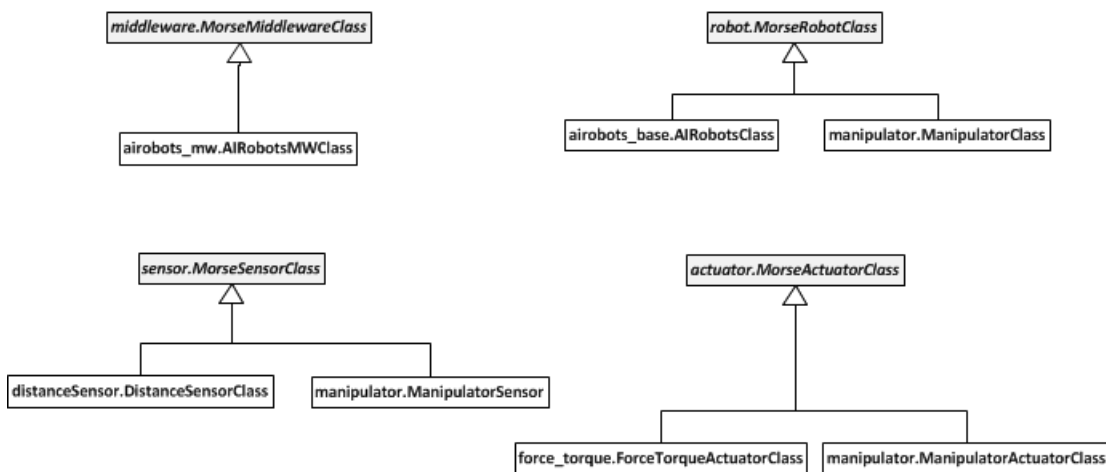 middleware.MorseMiddlewareClass
robot.MorseRobotClass
airobots_mw.AIRobotsMWClass
airobots_base.AIRobotsClass
manipulator.ManipulatorClass
sensor.MorseSensorClass
actuator.MorseActuatorClass
distanceSensor.DistanceSensorClass
manipulator.ManipulatorSensor
force_torque.ForceTorqueActuatorClass
manipulator.ManipulatorActuatorClass